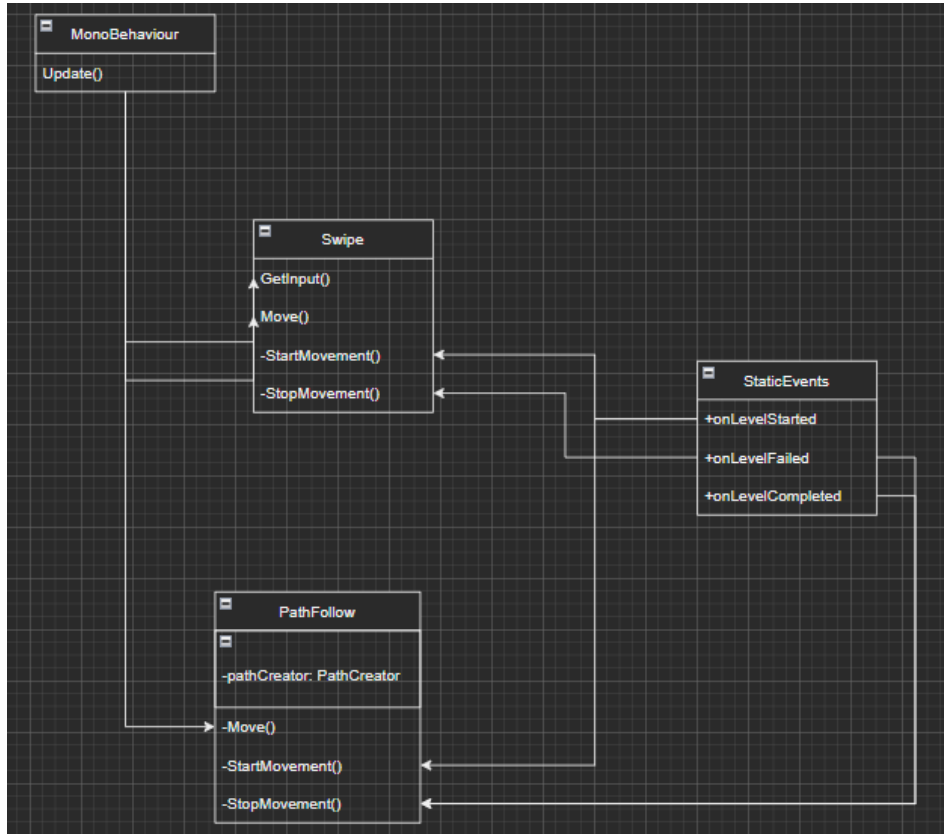 MonoBehaviour
Update()
Swipe
GetInput()
Move()
-StartMovement()
-StopMovement()
StaticEvents
+onLevelStarted
+onLevelFailed
+onLevelCompleted
PathFollow
-pathCreator: PathCreator
-Move()
-StartMovement()
-StopMovement()